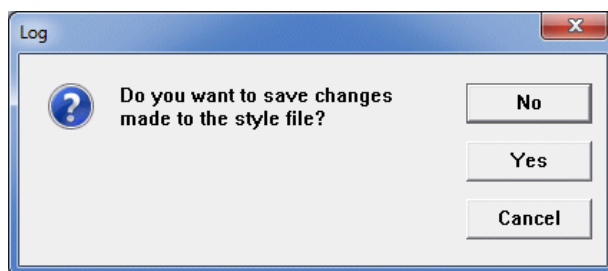 Log
Do you want to save changes
made to the style file?
No
Yes
Cancel